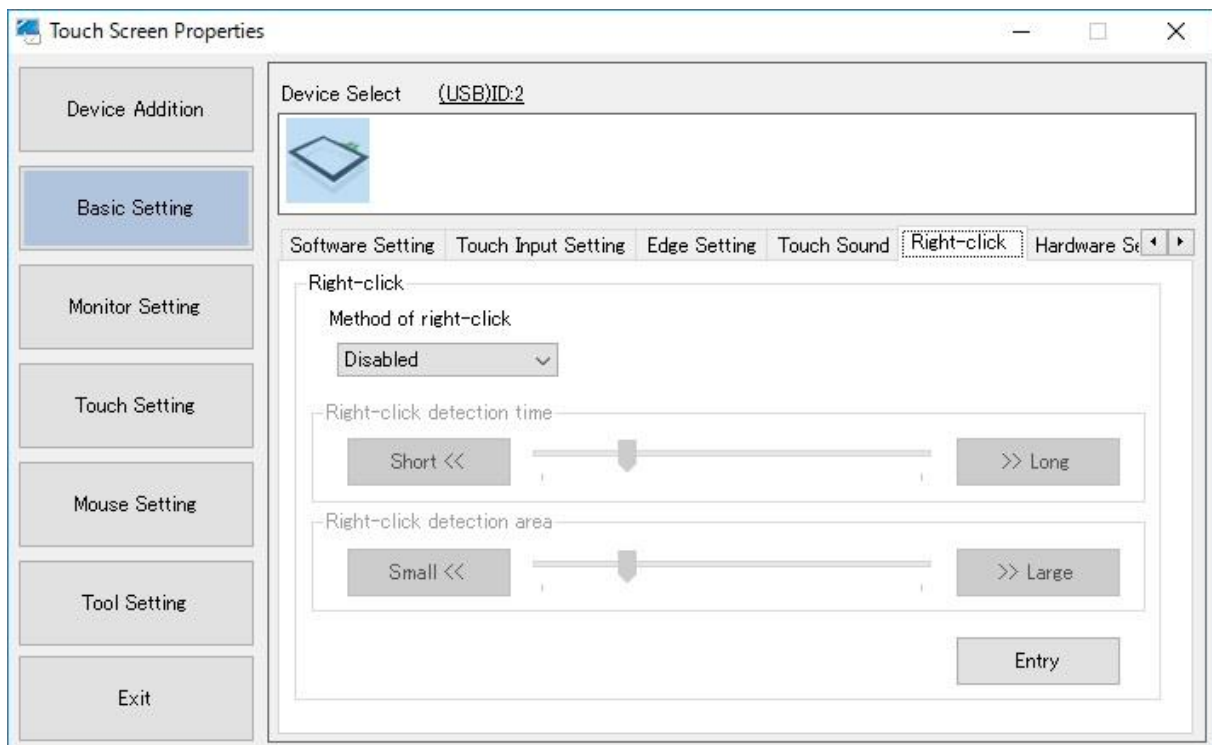 Touch Screen Properties
Device Addition
Basic Setting
Monitor Setting
Touch Setting
Mouse Setting
Tool Setting
Exit
Device Select (USB)ID:2
Software Setting Touch Input Setting Edge Setting Touch Sound Right-click Hardware Se
Right-click
Method of right-click
Disabled
Right-click detection time
Short << >> Long
Right-click detection area
Small << >> Large
Entry